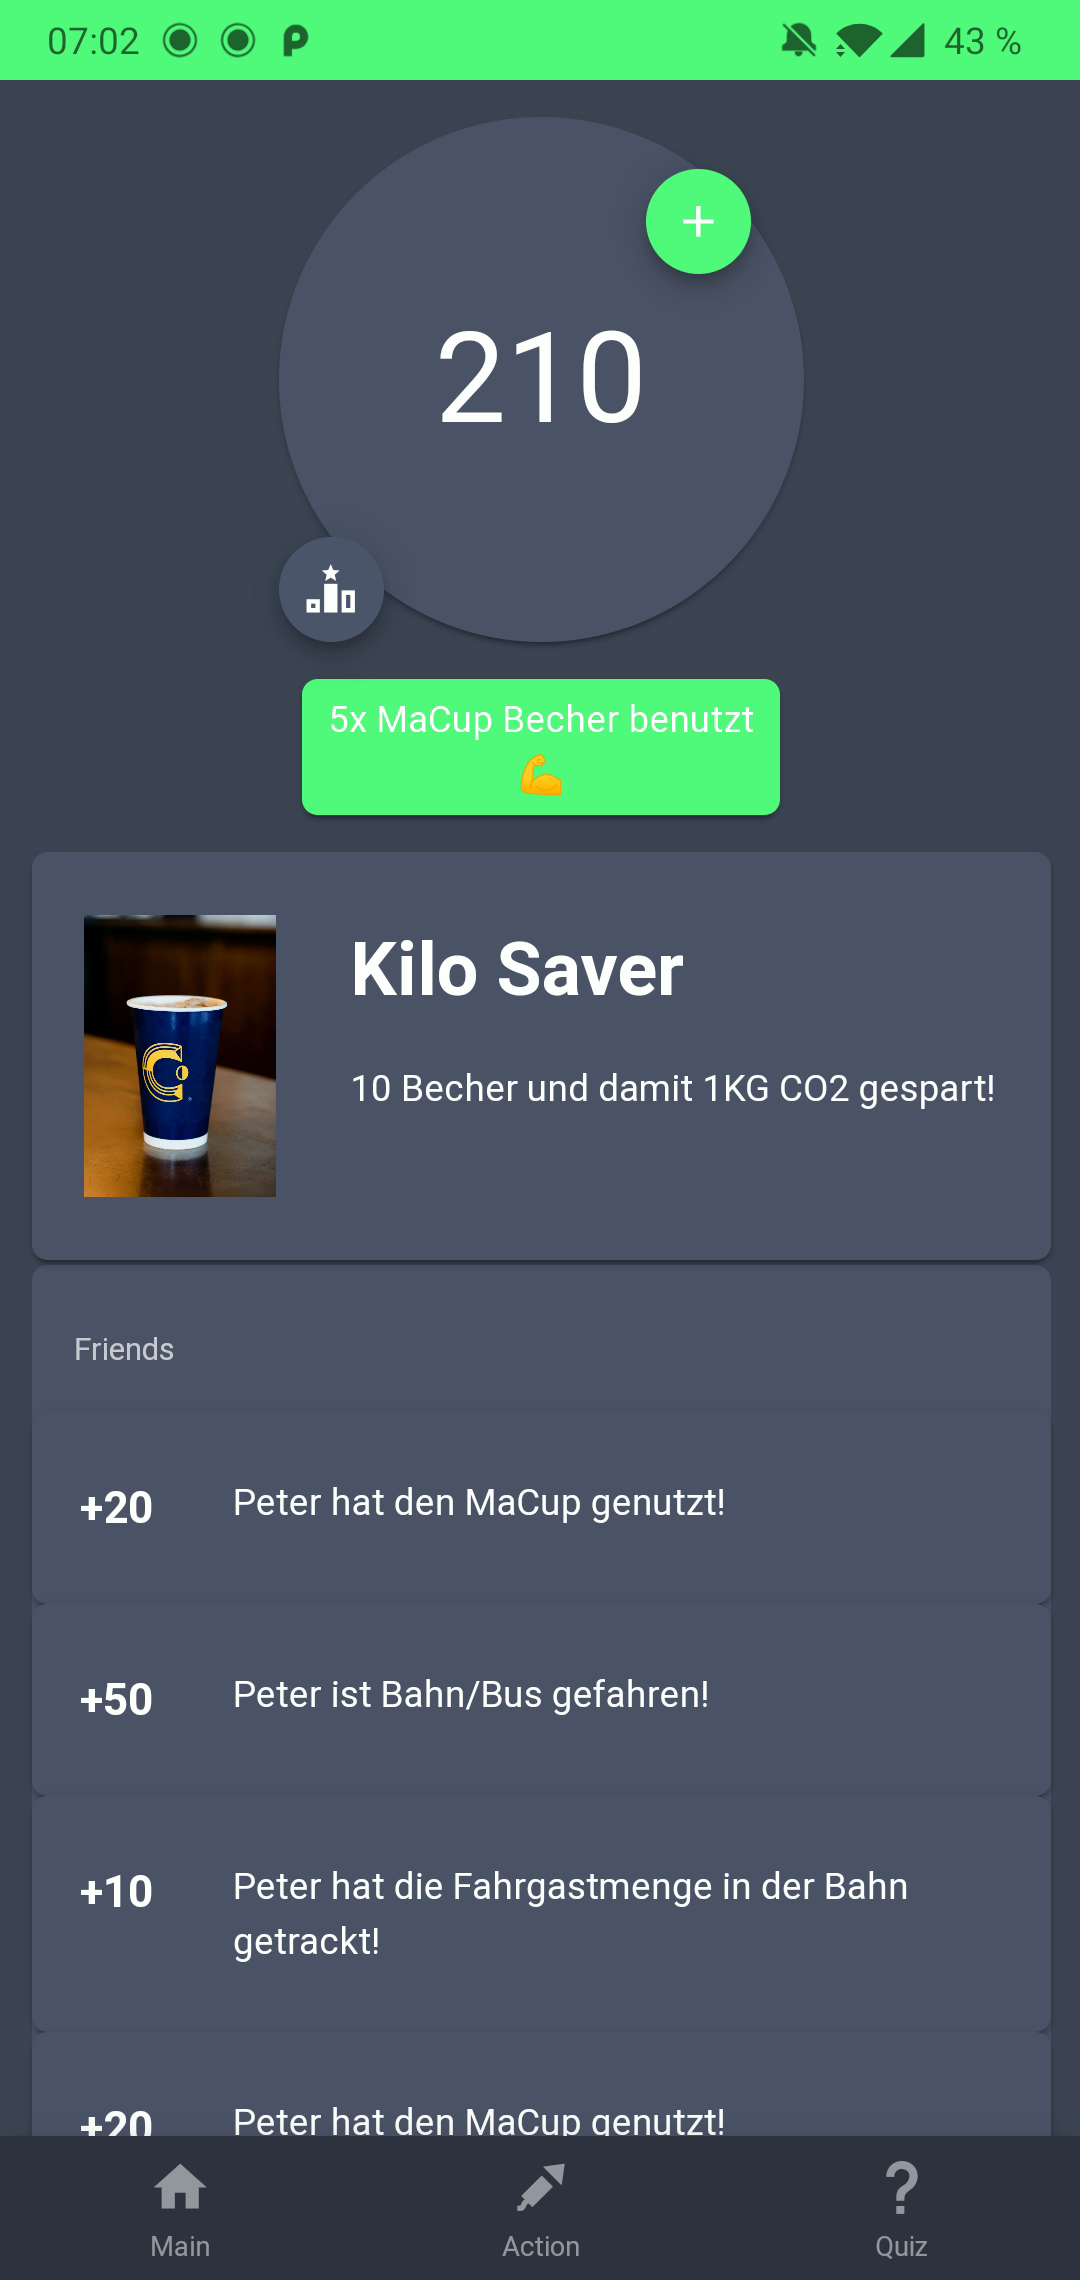 07:02 43 %
210
5x MaCup Becher benutzt
💪
Kilo Saver
10 Becher und damit 1KG CO2 gespart!
Friends
+20 Peter hat den MaCup genutzt!
+50 Peter ist Bahn/Bus gefahren!
+10 Peter hat die Fahrgastmenge in der Bahn
getrackt!
+20 Peter hat den MaCup genutzt!
Main Action Quiz